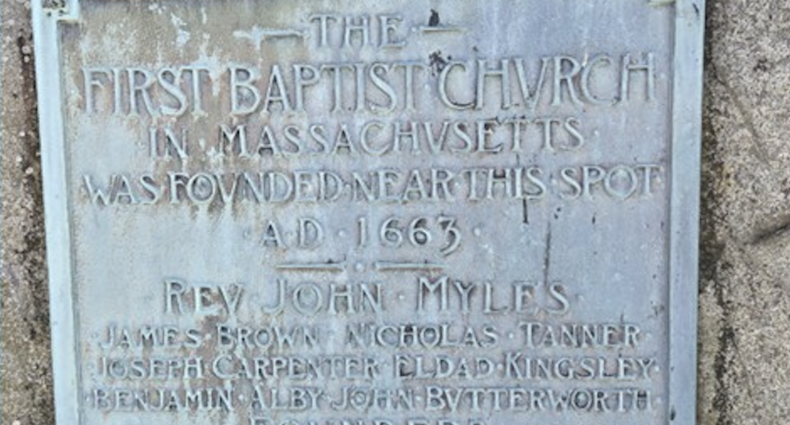 THE
FIRST BAPTIST CHVRCH
IN MASSACHVSETTS
WAS FOVNDED NEAR THIS SPOT
A·D · 1663
REV · JOHN · MYLES
JAMES · BROWN · NICHOLAS · TANNER
JOSEPH · CARPENTER · ELDAD · KINGSLEY
BENJAMIN · ALBY · JOHN · BVTTERWORTH
FOVNDERS